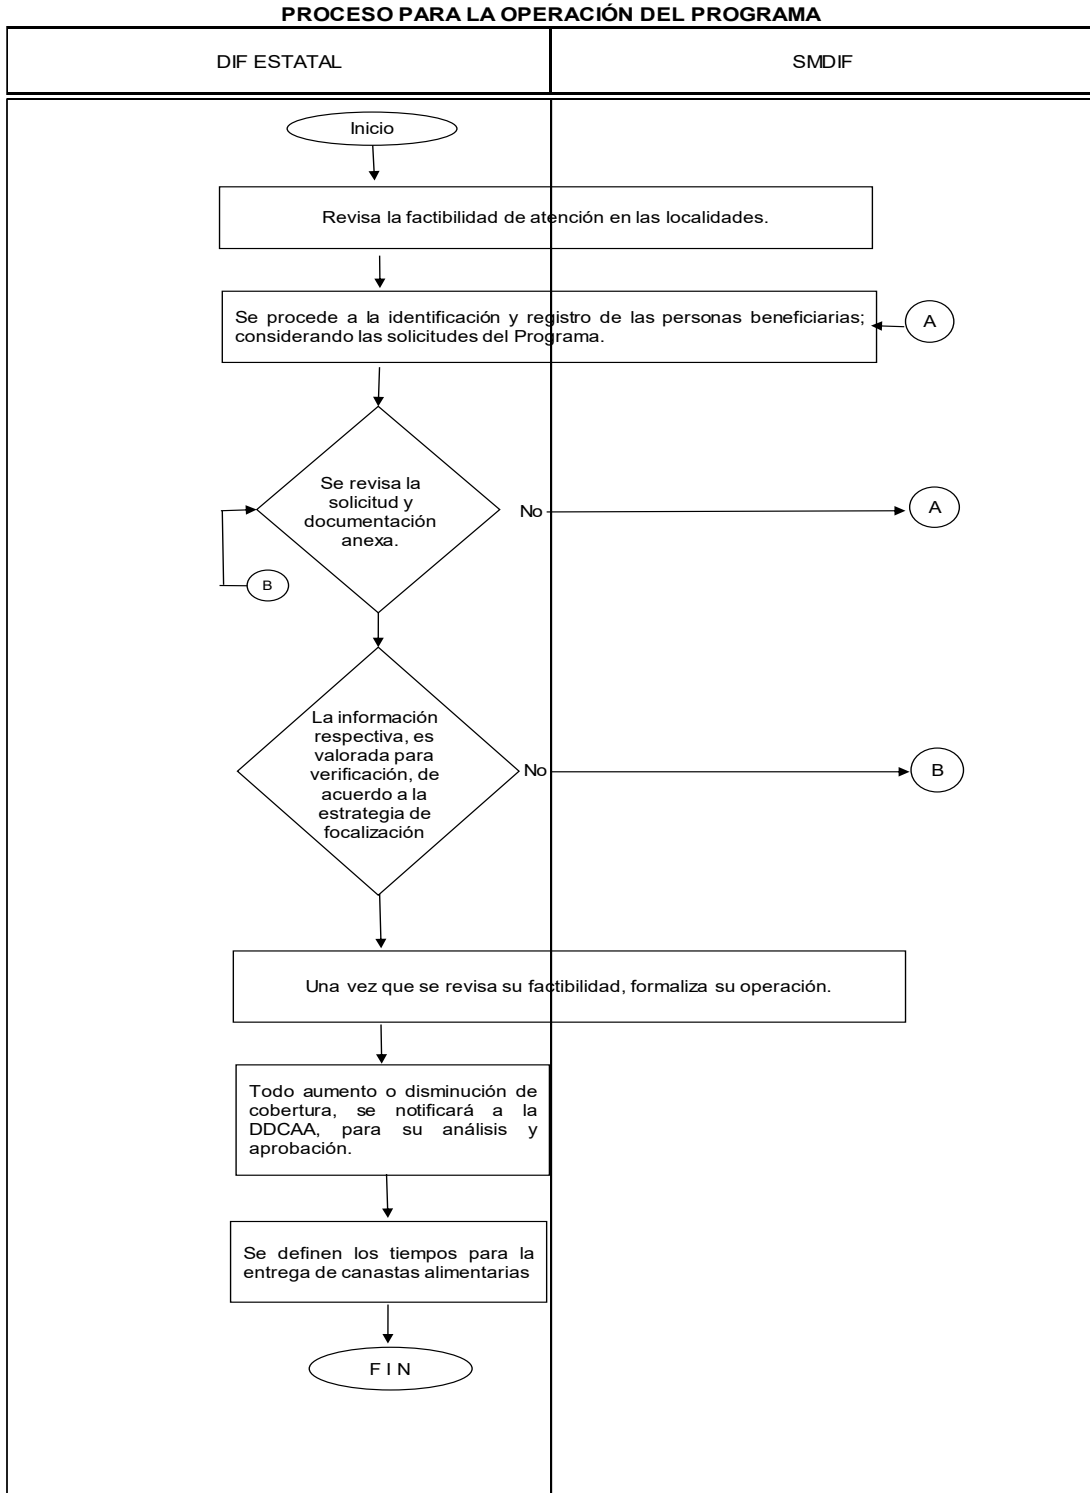 PROCESO PARA LA OPERACIÓN DEL PROGRAMA
DIF ESTATAL
SMDIF
Inicio
Revisa la factibilidad de atención en las localidades.
Se procede a la identificación y registro de las personas beneficiarias;
considerando las solicitudes del Programa.
A
Se revisa la
solicitud y
documentación
anexa.
No
A
B
La información
respectiva, es
valorada para
verificación, de
acuerdo a la
estrategia de
focalización
No
B
Una vez que se revisa su factibilidad, formaliza su operación.
Todo aumento o disminución de
cobertura, se notificará a la
DDCAA, para su análisis y
aprobación.
Se definen los tiempos para la
entrega de canastas alimentarias
F I N